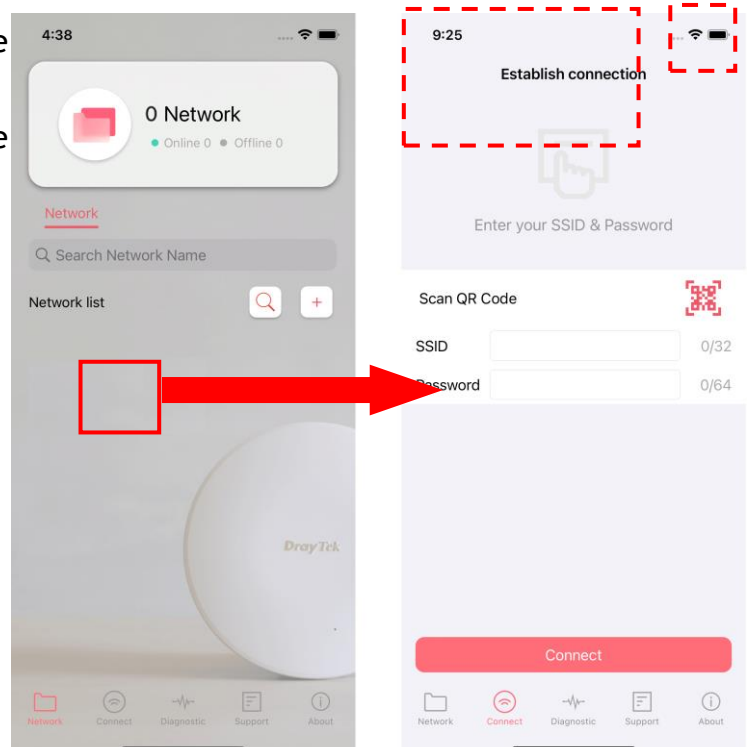 e
e
4:38
0 Network
Online 0 Offline 0
Network
Search Network Name
Network list
+
DrayTek
Network Connect Diagnostic Support About
9:25
Establish connection
Enter your SSID & Password
Scan QR Code
SSID 0/32
Password 0/64
Connect
Network Connect Diagnostic Support About